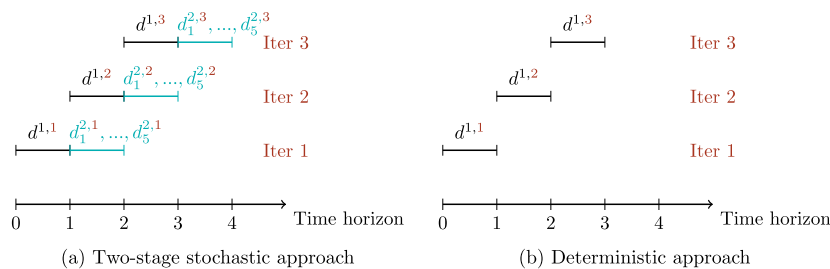 d^{1,3} d_1^{2,3}, ..., d_5^{2,3} Iter 3
d^{1,2} d_1^{2,2}, ..., d_5^{2,2} Iter 2
d^{1,1} d_1^{2,1}, ..., d_5^{2,1} Iter 1
0 1 2 3 4 Time horizon
(a) Two-stage stochastic approach
d^{1,3} Iter 3
d^{1,2} Iter 2
d^{1,1} Iter 1
0 1 2 3 4 Time horizon
(b) Deterministic approach